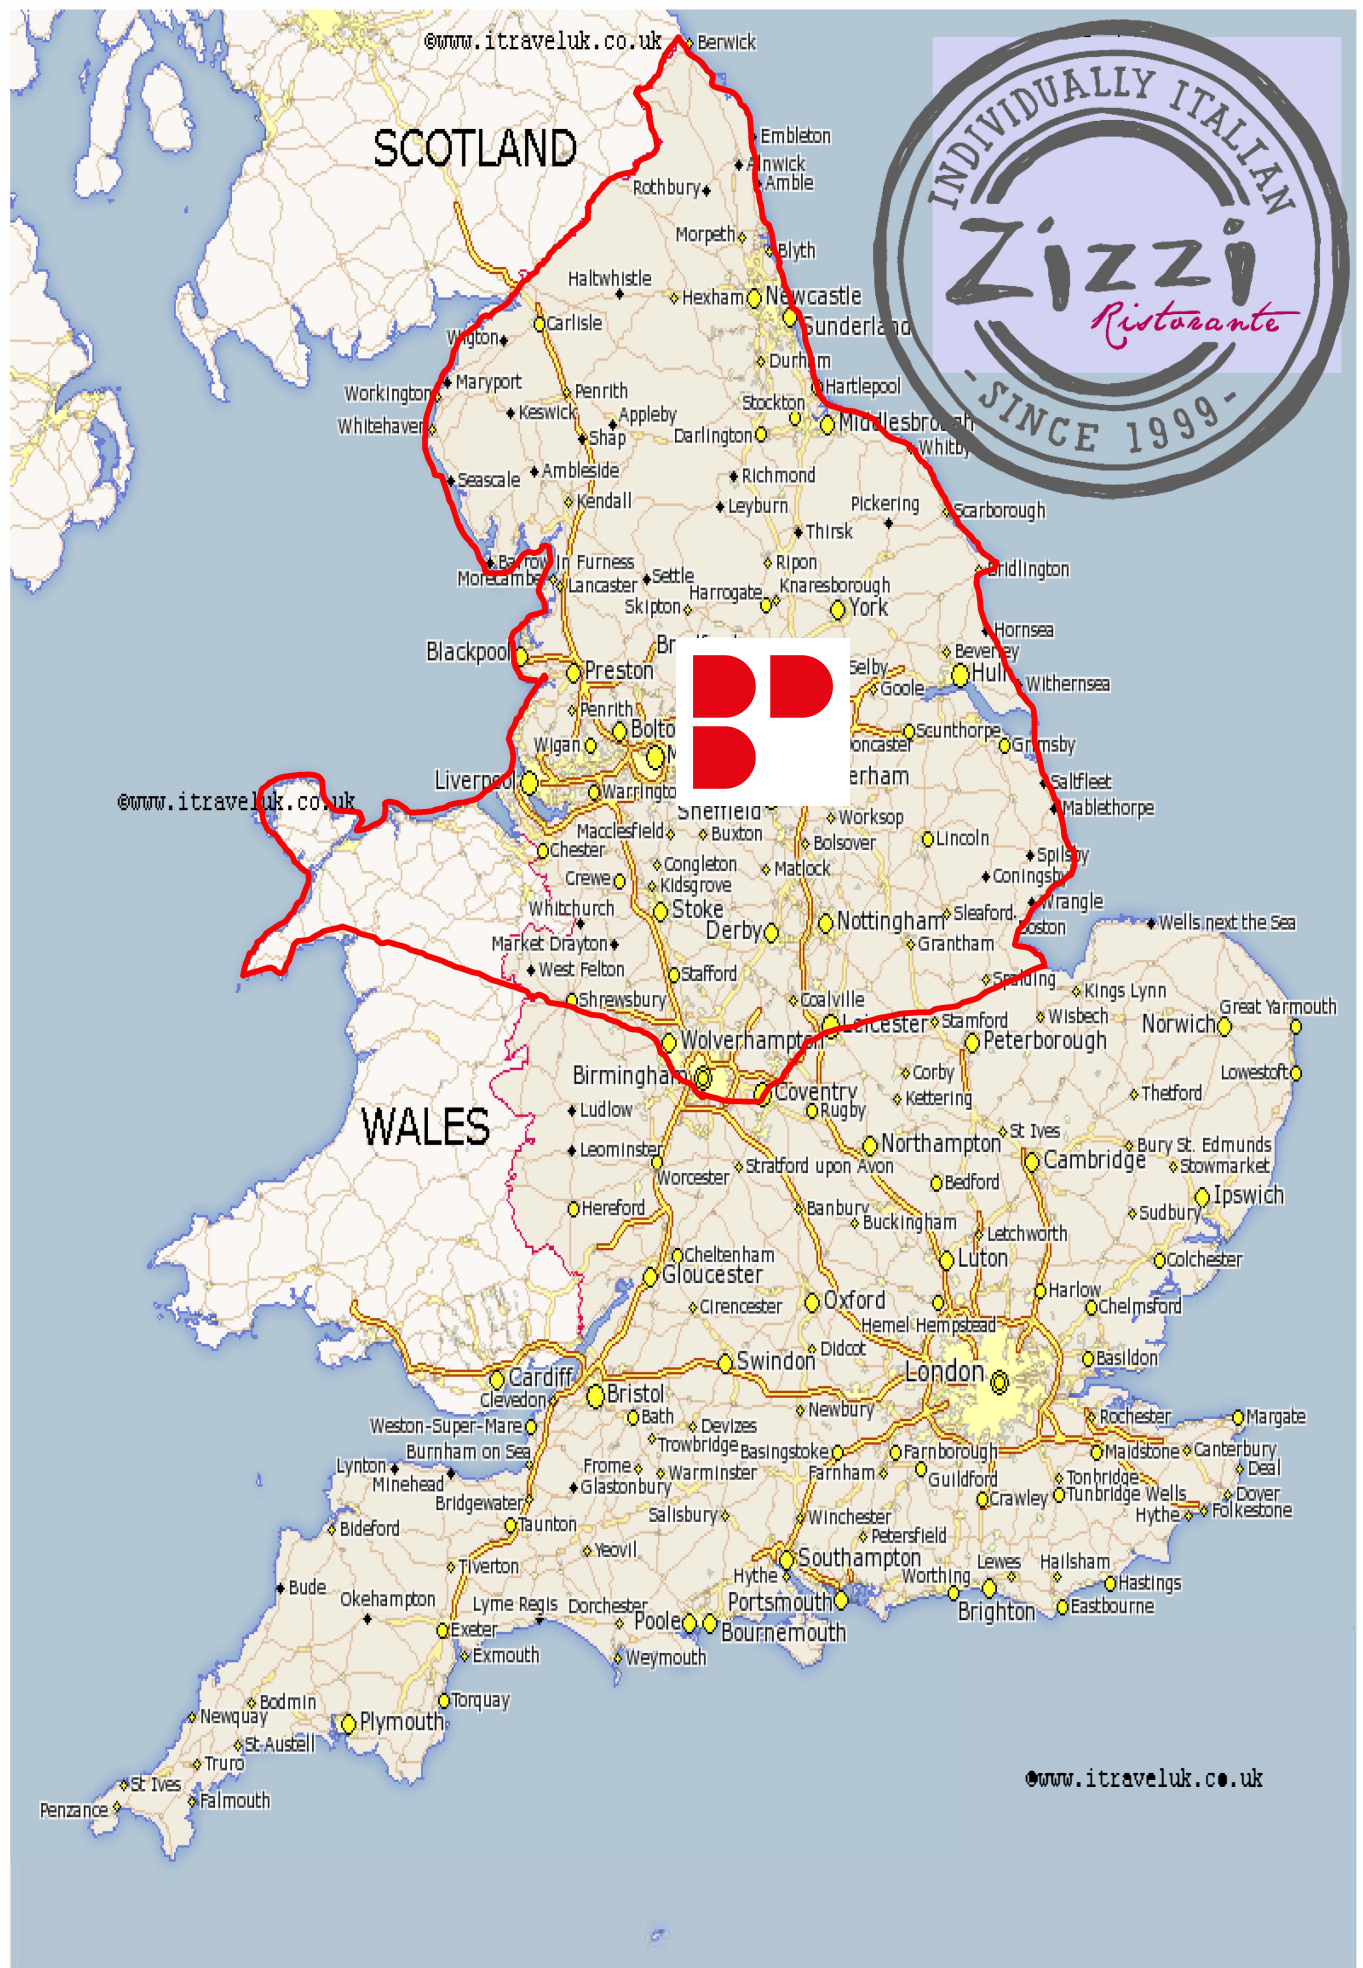 ©www.itraveluk.co.uk
Berwick
INDIVIDUALLY ITALIAN
SCOTLAND
Embleton
Alnwick
Rothbury
Amble
Morpeth
Blyth
Zizzi
Haltwhistle
Hexham
Newcastle
Ristorante
Carlisle
Sunderland
Wigton
Durham
Maryport
Hartlepool
Workington
Penrith
- SINCE 1999 -
Keswick
Appleby
Stockton
Whitehaven
Shap
Darlington
Middlesbrough
Whitby
Ambleside
Richmond
Seascale
Kendall
Leyburn
Pickering
Scarborough
Thirsk
Barrow in Furness
Ripon
Bridlington
Morecambe
Lancaster
Settle
Harrogate
Knaresborough
Skipton
York
Hornsea
Blackpool
Beverley
Preston
Selby
Hull
Goole
Withernsea
Penrith
BP
Bolto
Scunthorpe
Wigan
Doncaster
Grimsby
Liverpool
erham
Saltfleet
©www.itraveluk.co.uk
Warringto
Mablethorpe
Sheffield
Worksop
Macclesfield
Buxton
Lincoln
Chester
Bolsover
Spilsby
Congleton
Matlock
Crewe
Kidsgrove
Coningsby
Whitchurch
Stoke
Wrangle
Nottingham
Sleaford
Derby
Boston
Wells next the Sea
Market Drayton
Grantham
West Felton
Stafford
Spalding
Shrewsbury
Coalville
Kings Lynn
Great Yarmouth
Leicester
Stamford
Wisbech
Norwich
Wolverhampton
Peterborough
Birmingham
Corby
Lowestoft
Coventry
Kettering
Thetford
WALES
Ludlow
Rugby
St Ives
Leominster
Northampton
Bury St. Edmunds
Worcester
Stratford upon Avon
Cambridge
Stowmarket
Bedford
Ipswich
Hereford
Banbury
Buckingham
Sudbury
Letchworth
Cheltenham
Luton
Colchester
Gloucester
Harlow
Cirencester
Oxford
Chelmsford
Hemel Hempstead
Didcot
Swindon
Basildon
London
Cardiff
Bristol
Clevedon
Newbury
Weston-Super-Mare
Bath
Devizes
Rochester
Margate
Burnham on Sea
Trowbridge
Basingstoke
Farnborough
Maidstone
Canterbury
Lynton
Frome
Warminster
Farnham
Guildford
Tonbridge
Deal
Minehead
Glastonbury
Crawley
Tunbridge Wells
Dover
Bridgewater
Folkestone
Salisbury
Winchester
Hythe
Bideford
Taunton
Petersfield
Yeovil
Southampton
Tiverton
Lewes
Hailsham
Hythe
Worthing
Hastings
Bude
Okehampton
Lyme Regis
Dorchester
Portsmouth
Brighton
Eastbourne
Exeter
Poole
Bournemouth
Exmouth
Weymouth
Bodmin
Torquay
Newquay
Plymouth
St Austell
Truro
©www.itraveluk.co.uk
St Ives
Penzance
Falmouth